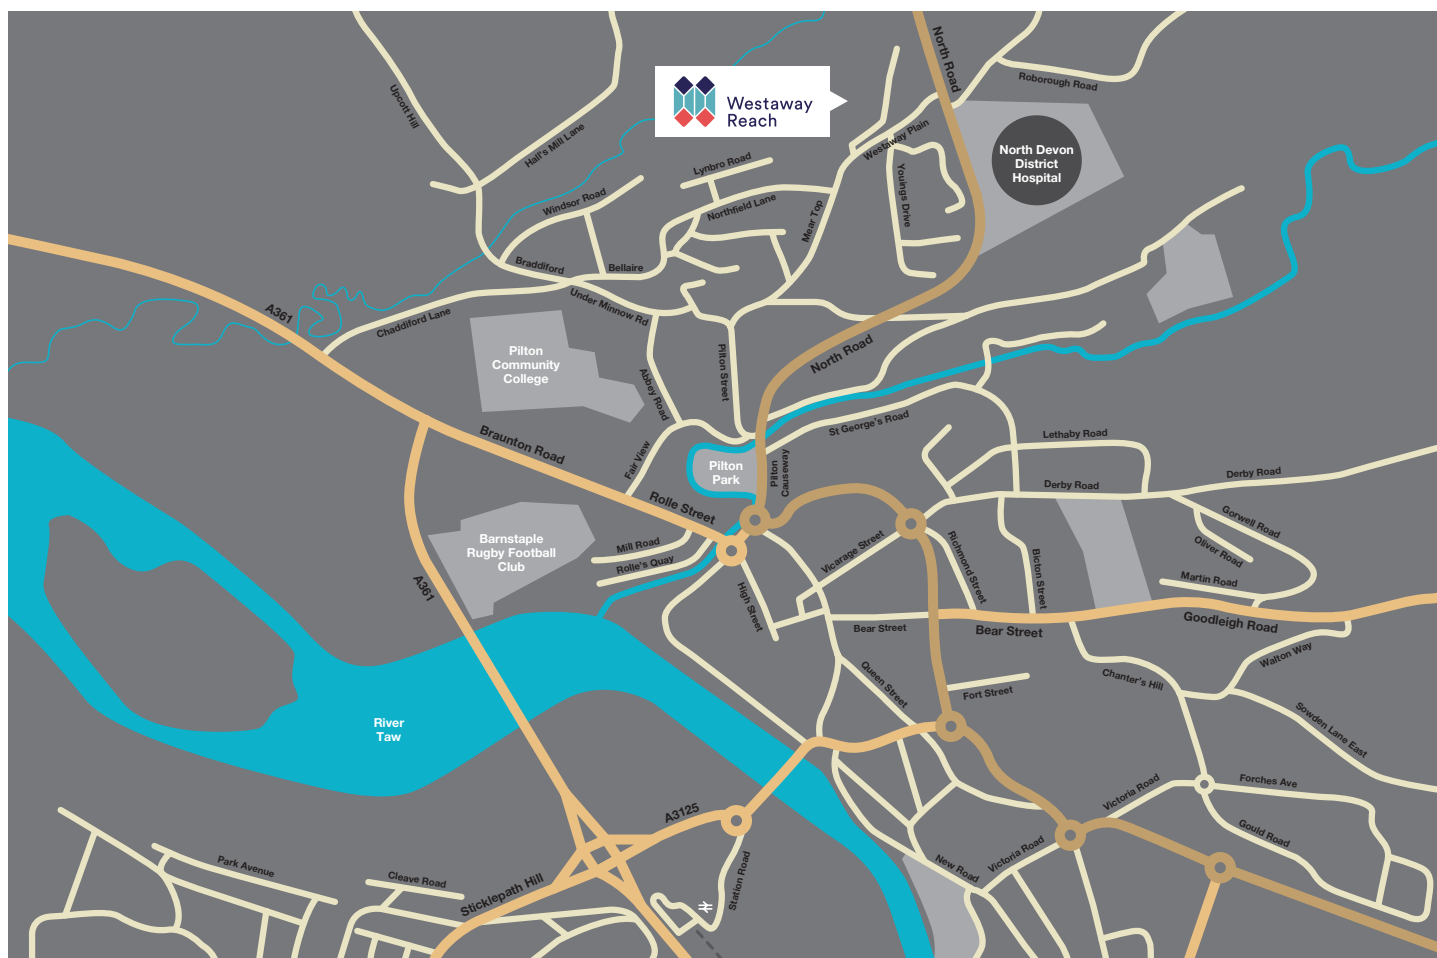 North Road
Roborough Road
Upcott Hill
Westaway
Reach
Hall's Mill Lane
Westaway Plain
North Devon
District
Hospital
Lynbro Road
Youings Drive
Windsor Road
Northfield Lane
Mear Top
Braddiford
Bellaire
Under Minnow Rd
A361
Chaddiford Lane
Pilton
Community
College
Pilton Street
North Road
Abbey Road
St George's Road
Braunton Road
Fair View
Pilton
Park
Pilton
Causeway
Lethaby Road
Derby Road
Derby Road
Rolle Street
Gorwell Road
Oliver Road
Martin Road
Barnstaple
Rugby Football
Club
Mill Road
Rolle's Quay
Vicarage Street
Richmond Street
Bicton Street
A361
High Street
Bear Street
Bear Street
Goodleigh Road
Walton Way
Queen Street
Fort Street
Chanter's Hill
River
Taw
Sowden Lane East
Victoria Road
Forches Ave
A3125
Gould Road
Victoria Road
New Road
Park Avenue
Cleave Road
Sticklepath Hill
Station Road